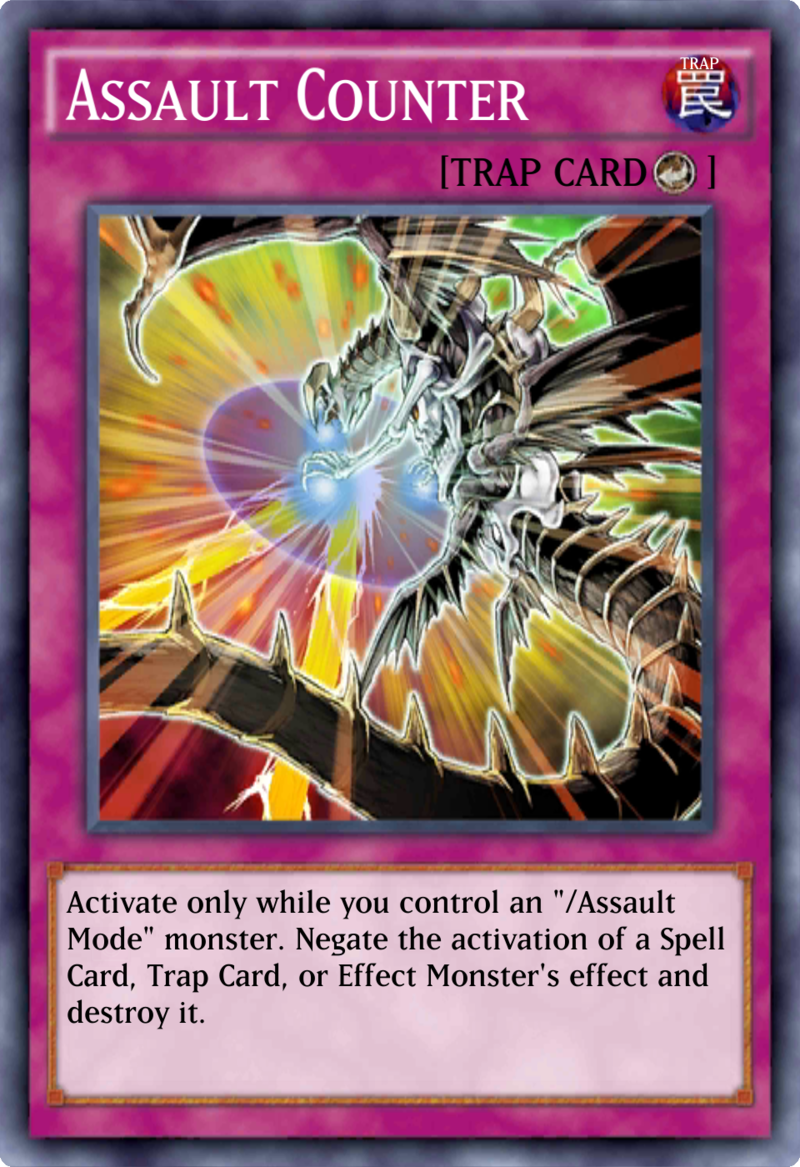 Assault Counter
TRAP
罠
[TRAP CARD ]
Activate only while you control an "/Assault
Mode" monster. Negate the activation of a Spell
Card, Trap Card, or Effect Monster's effect and
destroy it.